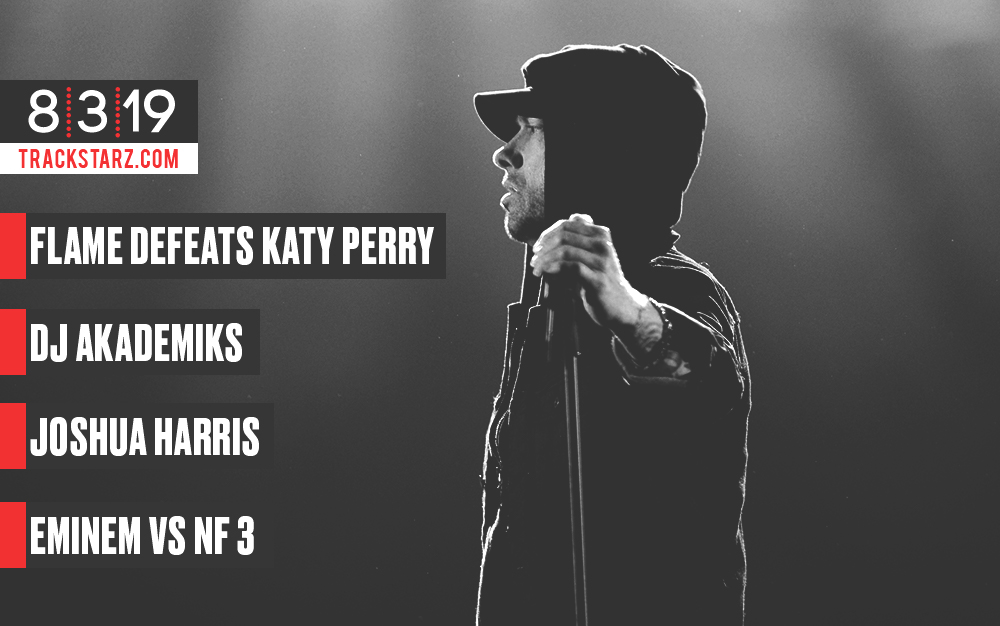 8 3 19
TRACKSTARZ.COM
FLAME DEFEATS KATY PERRY
DJ AKADEMIKS
JOSHUA HARRIS
EMINEM VS NF 3